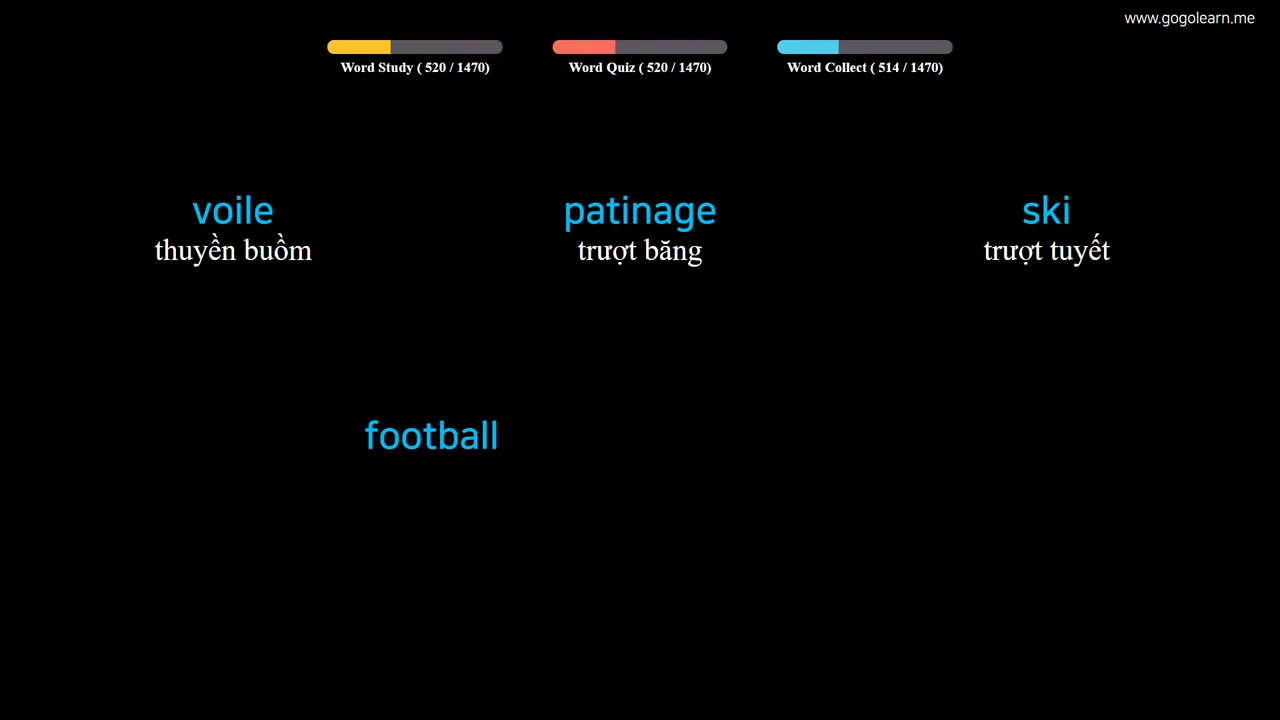 www.gogolearn.me
Word Study ( 520 / 1470)
Word Quiz ( 520 / 1470)
Word Collect ( 514 / 1470)
voile
thuyền buồm
patinage
trượt băng
ski
trượt tuyết
football